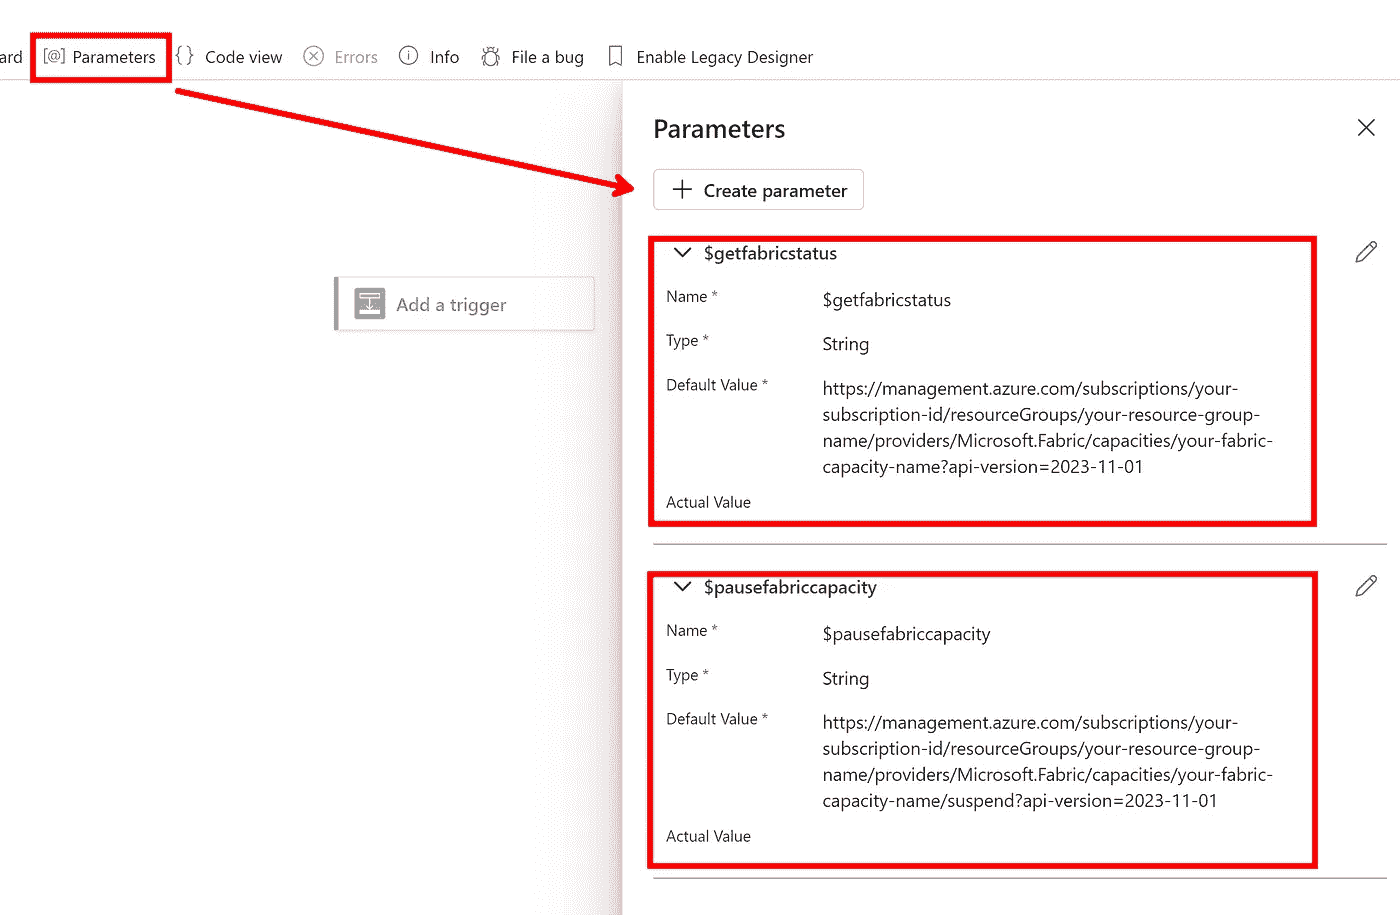 ard [@] Parameters {} Code view Errors Info File a bug Enable Legacy Designer
Parameters
Create parameter
$getfabricstatus
Name * $getfabricstatus
Add a trigger
Type * String
Default Value * https://management.azure.com/subscriptions/your-
subscription-id/resourceGroups/your-resource-group-
name/providers/Microsoft.Fabric/capacities/your-fabric-
capacity-name?api-version=2023-11-01
Actual Value
$pausefabriccapacity
Name * $pausefabriccapacity
Type * String
Default Value * https://management.azure.com/subscriptions/your-
subscription-id/resourceGroups/your-resource-group-
name/providers/Microsoft.Fabric/capacities/your-fabric-
capacity-name/suspend?api-version=2023-11-01
Actual Value